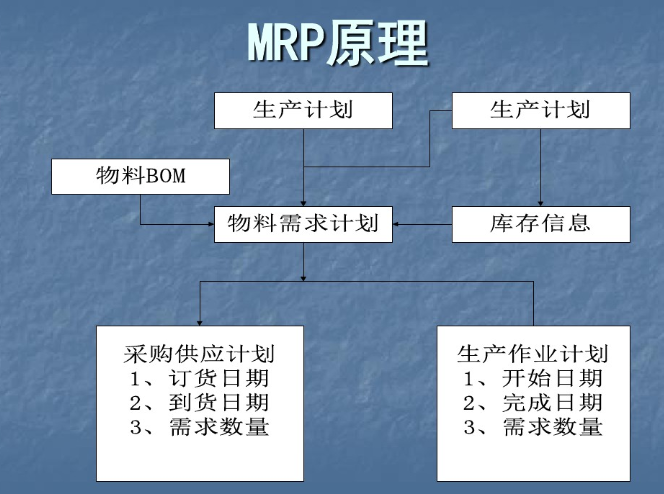 MRP原理
生产计划
生产计划
物料BOM
物料需求计划
库存信息
采购供应计划
1、订货日期
2、到货日期
3、需求数量
生产作业计划
1、开始日期
2、完成日期
3、需求数量